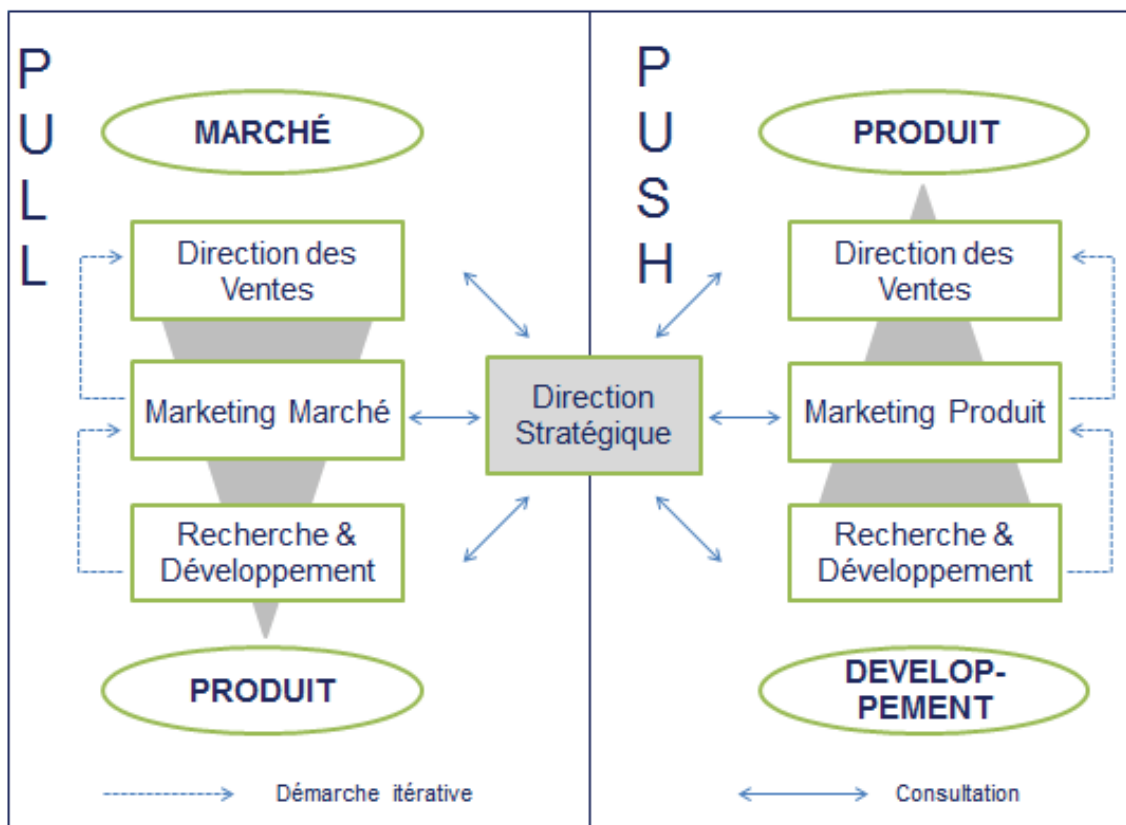 PULL
MARCHÉ
Direction des
Ventes
Marketing Marché
Recherche &
Développement
PRODUIT
Démarche itérative
Direction
Stratégique
PUSH
PRODUIT
Direction des
Ventes
Marketing Produit
Recherche &
Développement
DEVELOP-
PEMENT
Consultation